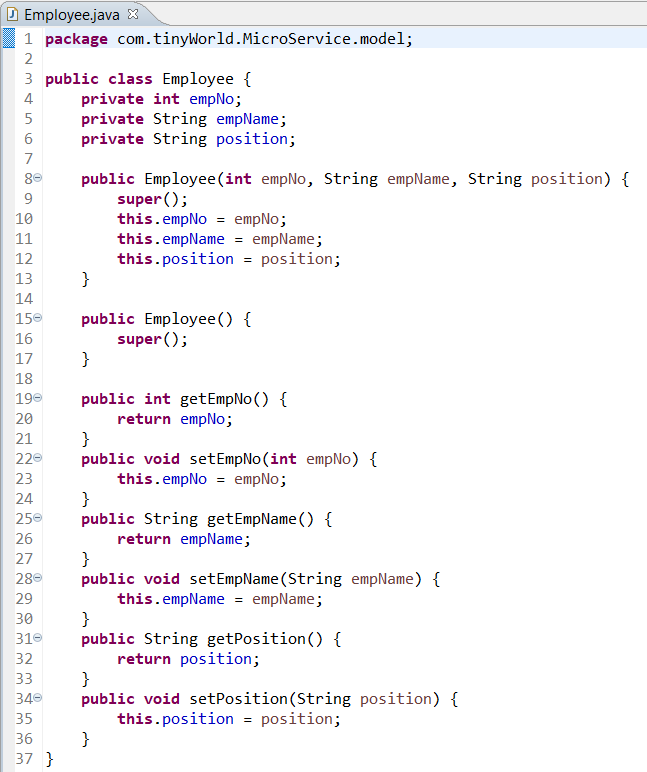 Employee.java
1 package com.tinyWorld.MicroService.model;
2
3 public class Employee {
4     private int empNo;
5     private String empName;
6     private String position;
7
8     public Employee(int empNo, String empName, String position) {
9         super();
10         this.empNo = empNo;
11         this.empName = empName;
12         this.position = position;
13     }
14
15     public Employee() {
16         super();
17     }
18
19     public int getEmpNo() {
20         return empNo;
21     }
22     public void setEmpNo(int empNo) {
23         this.empNo = empNo;
24     }
25     public String getEmpName() {
26         return empName;
27     }
28     public void setEmpName(String empName) {
29         this.empName = empName;
30     }
31     public String getPosition() {
32         return position;
33     }
34     public void setPosition(String position) {
35         this.position = position;
36     }
37 }